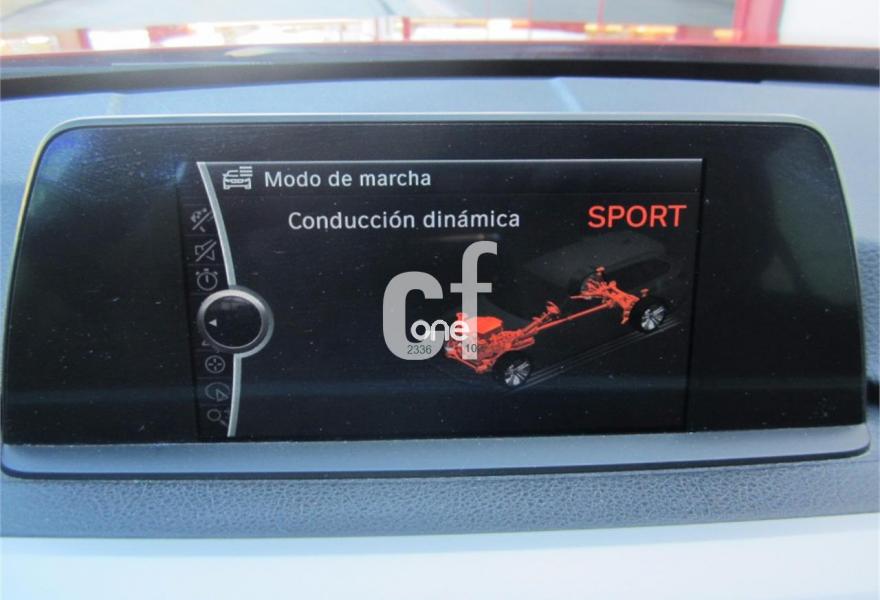 Modo de marcha
Conducción dinámica SPORT
cf
one
2336